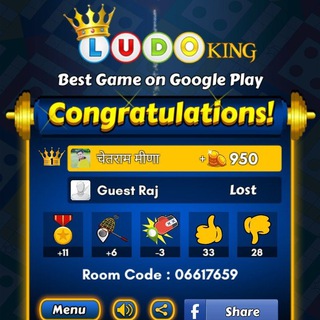 LUDO KING
Best Game on Google Play
Congratulations!
चेतराम मीणा +950
Guest Raj Lost
+11 +6 -3 33 28
Room Code : 06617659
Menu f Share